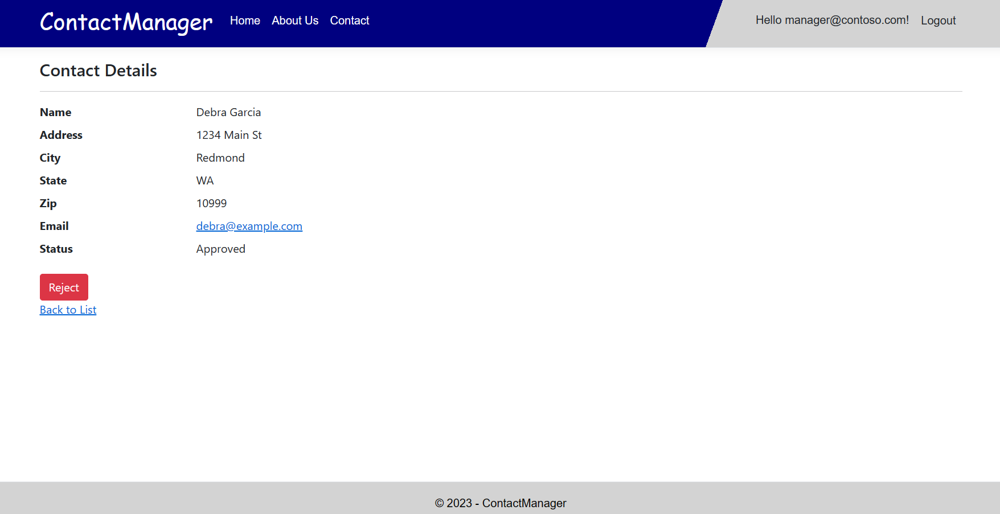 ContactManager Home About Us Contact Hello manager@contoso.com! Logout
Contact Details
Name Debra Garcia
Address 1234 Main St
City Redmond
State WA
Zip 10999
Email debra@example.com
Status Approved
Reject
Back to List
© 2023 - ContactManager